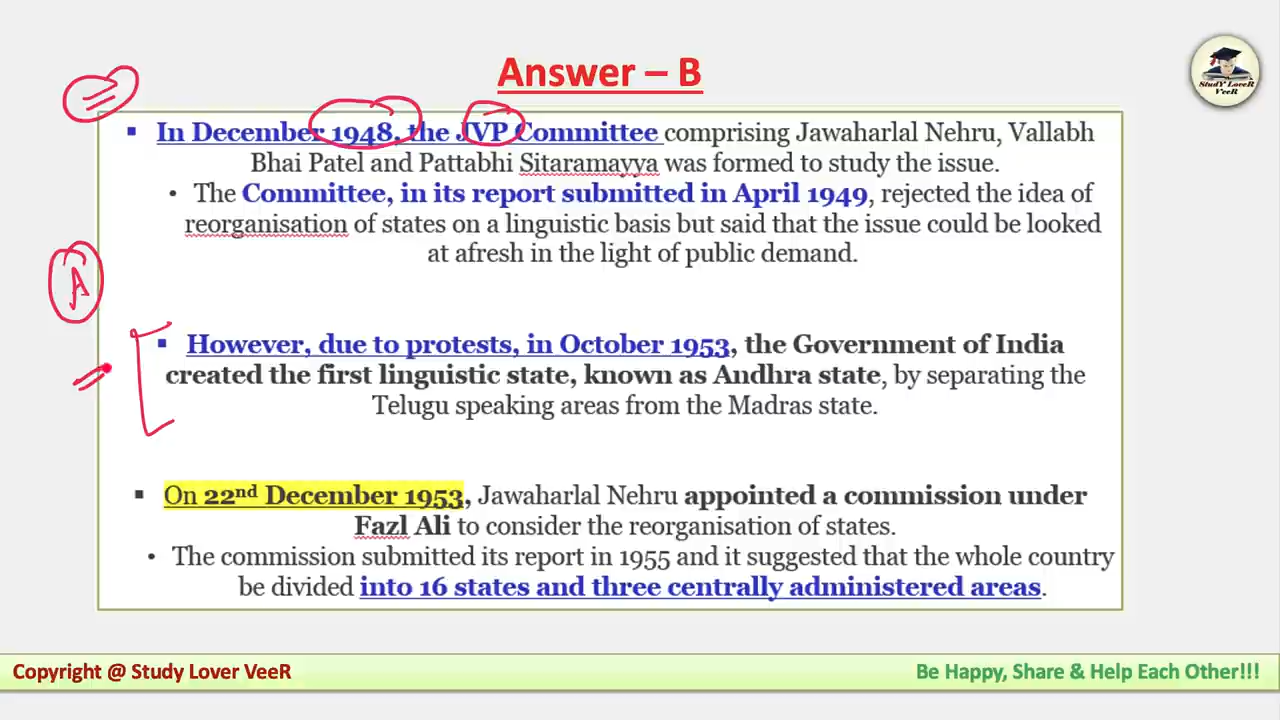 Answer – B
StudY LoveR
VeeR
▪ In December 1948, the JVP Committee comprising Jawaharlal Nehru, Vallabh
Bhai Patel and Pattabhi Sitaramayya was formed to study the issue.
• The Committee, in its report submitted in April 1949, rejected the idea of
reorganisation of states on a linguistic basis but said that the issue could be looked
at afresh in the light of public demand.
A
▪ However, due to protests, in October 1953, the Government of India
created the first linguistic state, known as Andhra state, by separating the
Telugu speaking areas from the Madras state.
▪ On 22nd December 1953, Jawaharlal Nehru appointed a commission under
Fazl Ali to consider the reorganisation of states.
• The commission submitted its report in 1955 and it suggested that the whole country
be divided into 16 states and three centrally administered areas.
Copyright @ Study Lover VeeR
Be Happy, Share & Help Each Other!!!